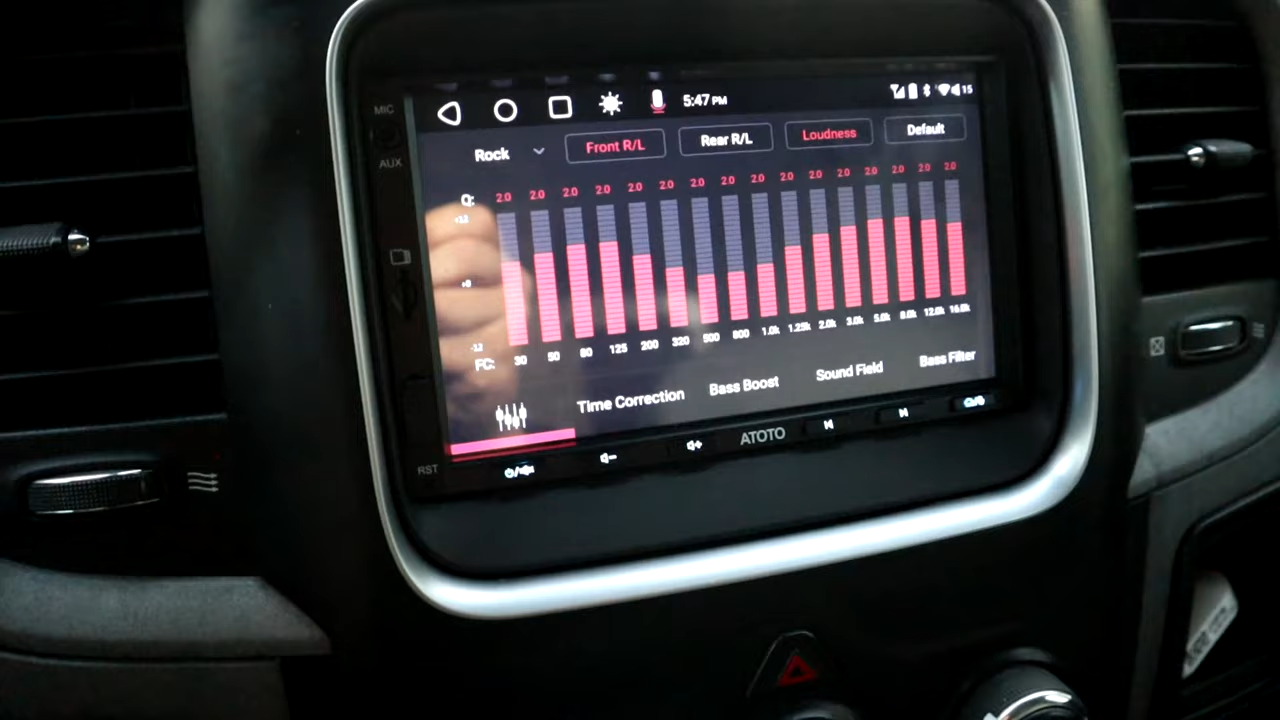 MIC
5:47 PM
15
AUX
Rock
Front R/L
Rear R/L
Loudness
Default
Q: 2.0 2.0 2.0 2.0 2.0 2.0 2.0 2.0 2.0 2.0 2.0 2.0 2.0 2.0 2.0 2.0
+12
+0
-12
FC: 30 50 80 125 200 320 500 800 1.0k 1.25k 2.0k 3.0k 5.0k 8.0k 12.0k 16.0k
Time Correction
Bass Boost
Sound Field
Bass Filter
RST
ATOTO